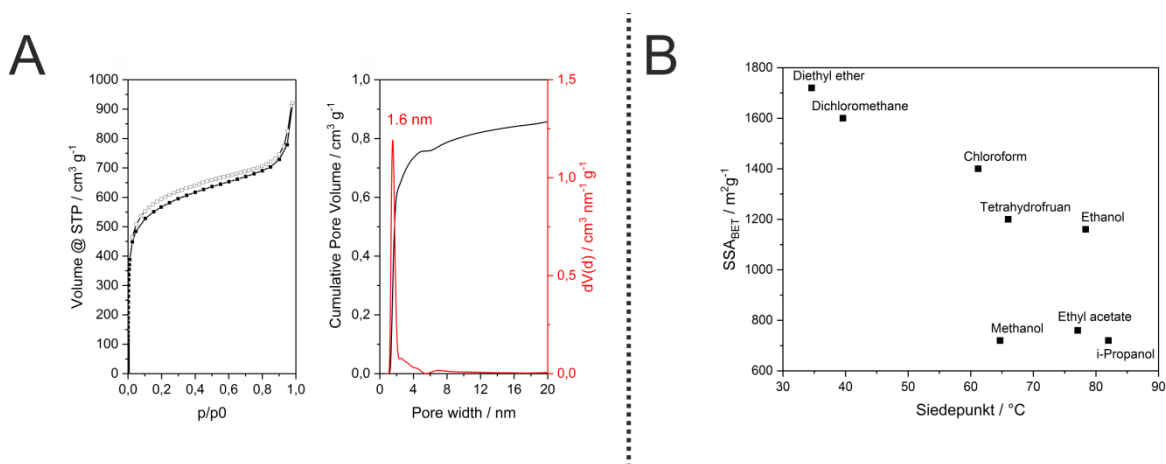 A
Volume @ STP / cm³ g⁻¹
1000
900
800
700
600
500
400
300
200
100
0
0,0 0,2 0,4 0,6 0,8 1,0
p/p0
Cumulative Pore Volume / cm³ g⁻¹
1,0
0,8
0,6
0,4
0,2
0,0
1.6 nm
0 4 8 12 16 20
Pore width / nm
1,5
1,0
0,5
0,0
dV(d) / cm³ nm⁻¹ g⁻¹
B
SSA_BET / m²g⁻¹
1800
1600
1400
1200
1000
800
600
Diethyl ether
Dichloromethane
Chloroform
Tetrahydrofruan
Ethanol
Methanol
Ethyl acetate
i-Propanol
30 40 50 60 70 80 90
Siedepunkt / °C